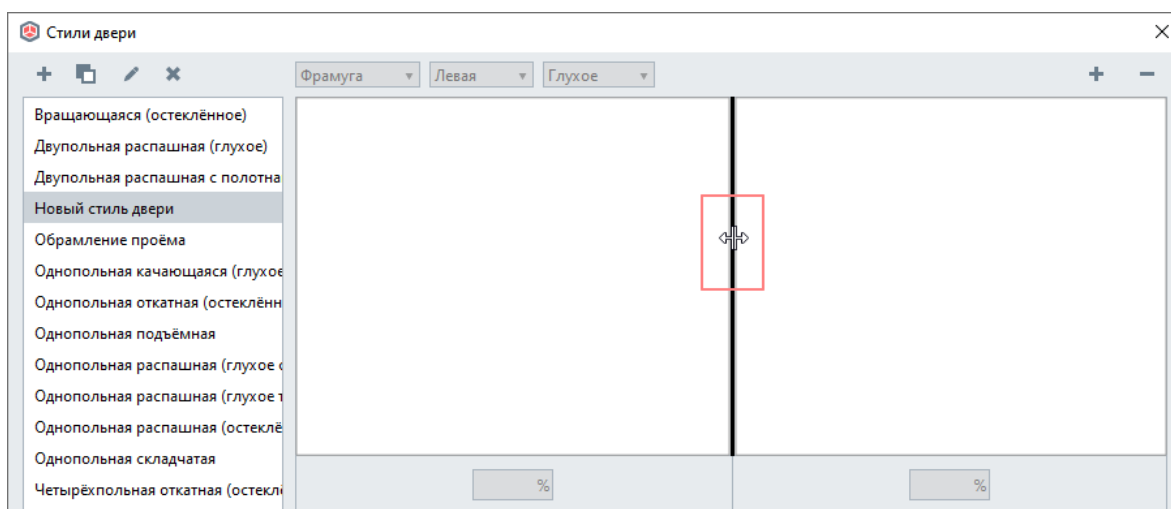 Стили двери
Фрамуга Левая Глухое
Вращающаяся (остеклённое)
Двупольная распашная (глухое)
Двупольная распашная с полотна
Новый стиль двери
Обрамление проёма
Однопольная качающаяся (глухое
Однопольная откатная (остеклённ
Однопольная подъёмная
Однопольная распашная (глухое
Однопольная распашная (глухое
Однопольная распашная (остеклё
Однопольная складчатая
Четырёхпольная откатная (остекл
% %